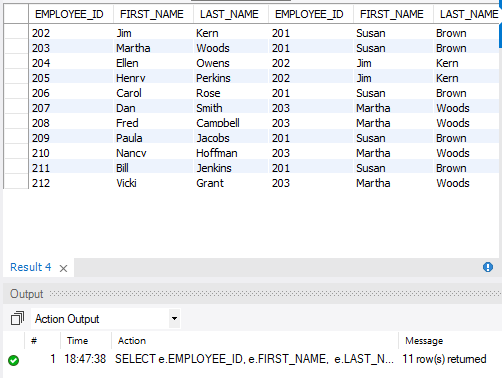 EMPLOYEE_ID FIRST_NAME LAST_NAME EMPLOYEE_ID FIRST_NAME LAST_NAME
202 Jim Kern 201 Susan Brown
203 Martha Woods 201 Susan Brown
204 Ellen Owens 202 Jim Kern
205 Henry Perkins 202 Jim Kern
206 Carol Rose 201 Susan Brown
207 Dan Smith 203 Martha Woods
208 Fred Campbell 203 Martha Woods
209 Paula Jacobs 201 Susan Brown
210 Nancy Hoffman 203 Martha Woods
211 Bill Jenkins 201 Susan Brown
212 Vicki Grant 203 Martha Woods
Result 4
Output
Action Output
# Time Action Message
1 18:47:38 SELECT e.EMPLOYEE_ID, e.FIRST_NAME, e.LAST_N... 11 row(s) returned